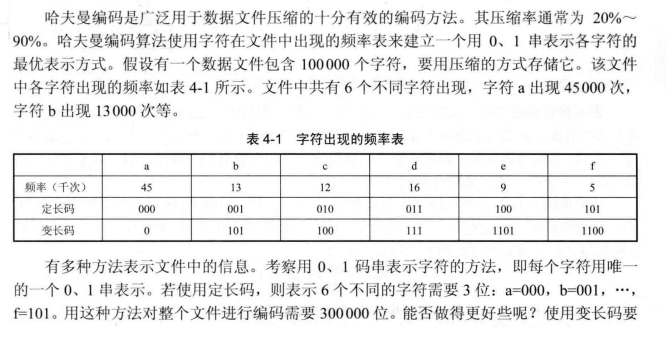 哈夫曼编码是广泛用于数据文件压缩的十分有效的编码方法。其压缩率通常为 20%～
90%。哈夫曼编码算法使用字符在文件中出现的频率表来建立一个用 0、1 串表示各字符的
最优表示方式。假设有一个数据文件包含 100000 个字符，要用压缩的方式存储它。该文件
中各字符出现的频率如表 4-1 所示。文件中共有 6 个不同字符出现，字符 a 出现 45000 次，
字符 b 出现 13000 次等。
表 4-1 字符出现的频率表
a b c d e f
频率（千次） 45 13 12 16 9 5
定长码 000 001 010 011 100 101
变长码 0 101 100 111 1101 1100
有多种方法表示文件中的信息。考察用 0、1 码串表示字符的方法，即每个字符用唯一
的一个 0、1 串表示。若使用定长码，则表示 6 个不同的字符需要 3 位：a=000，b=001，…，
f=101。用这种方法对整个文件进行编码需要 300000 位。能否做得更好些呢？使用变长码要